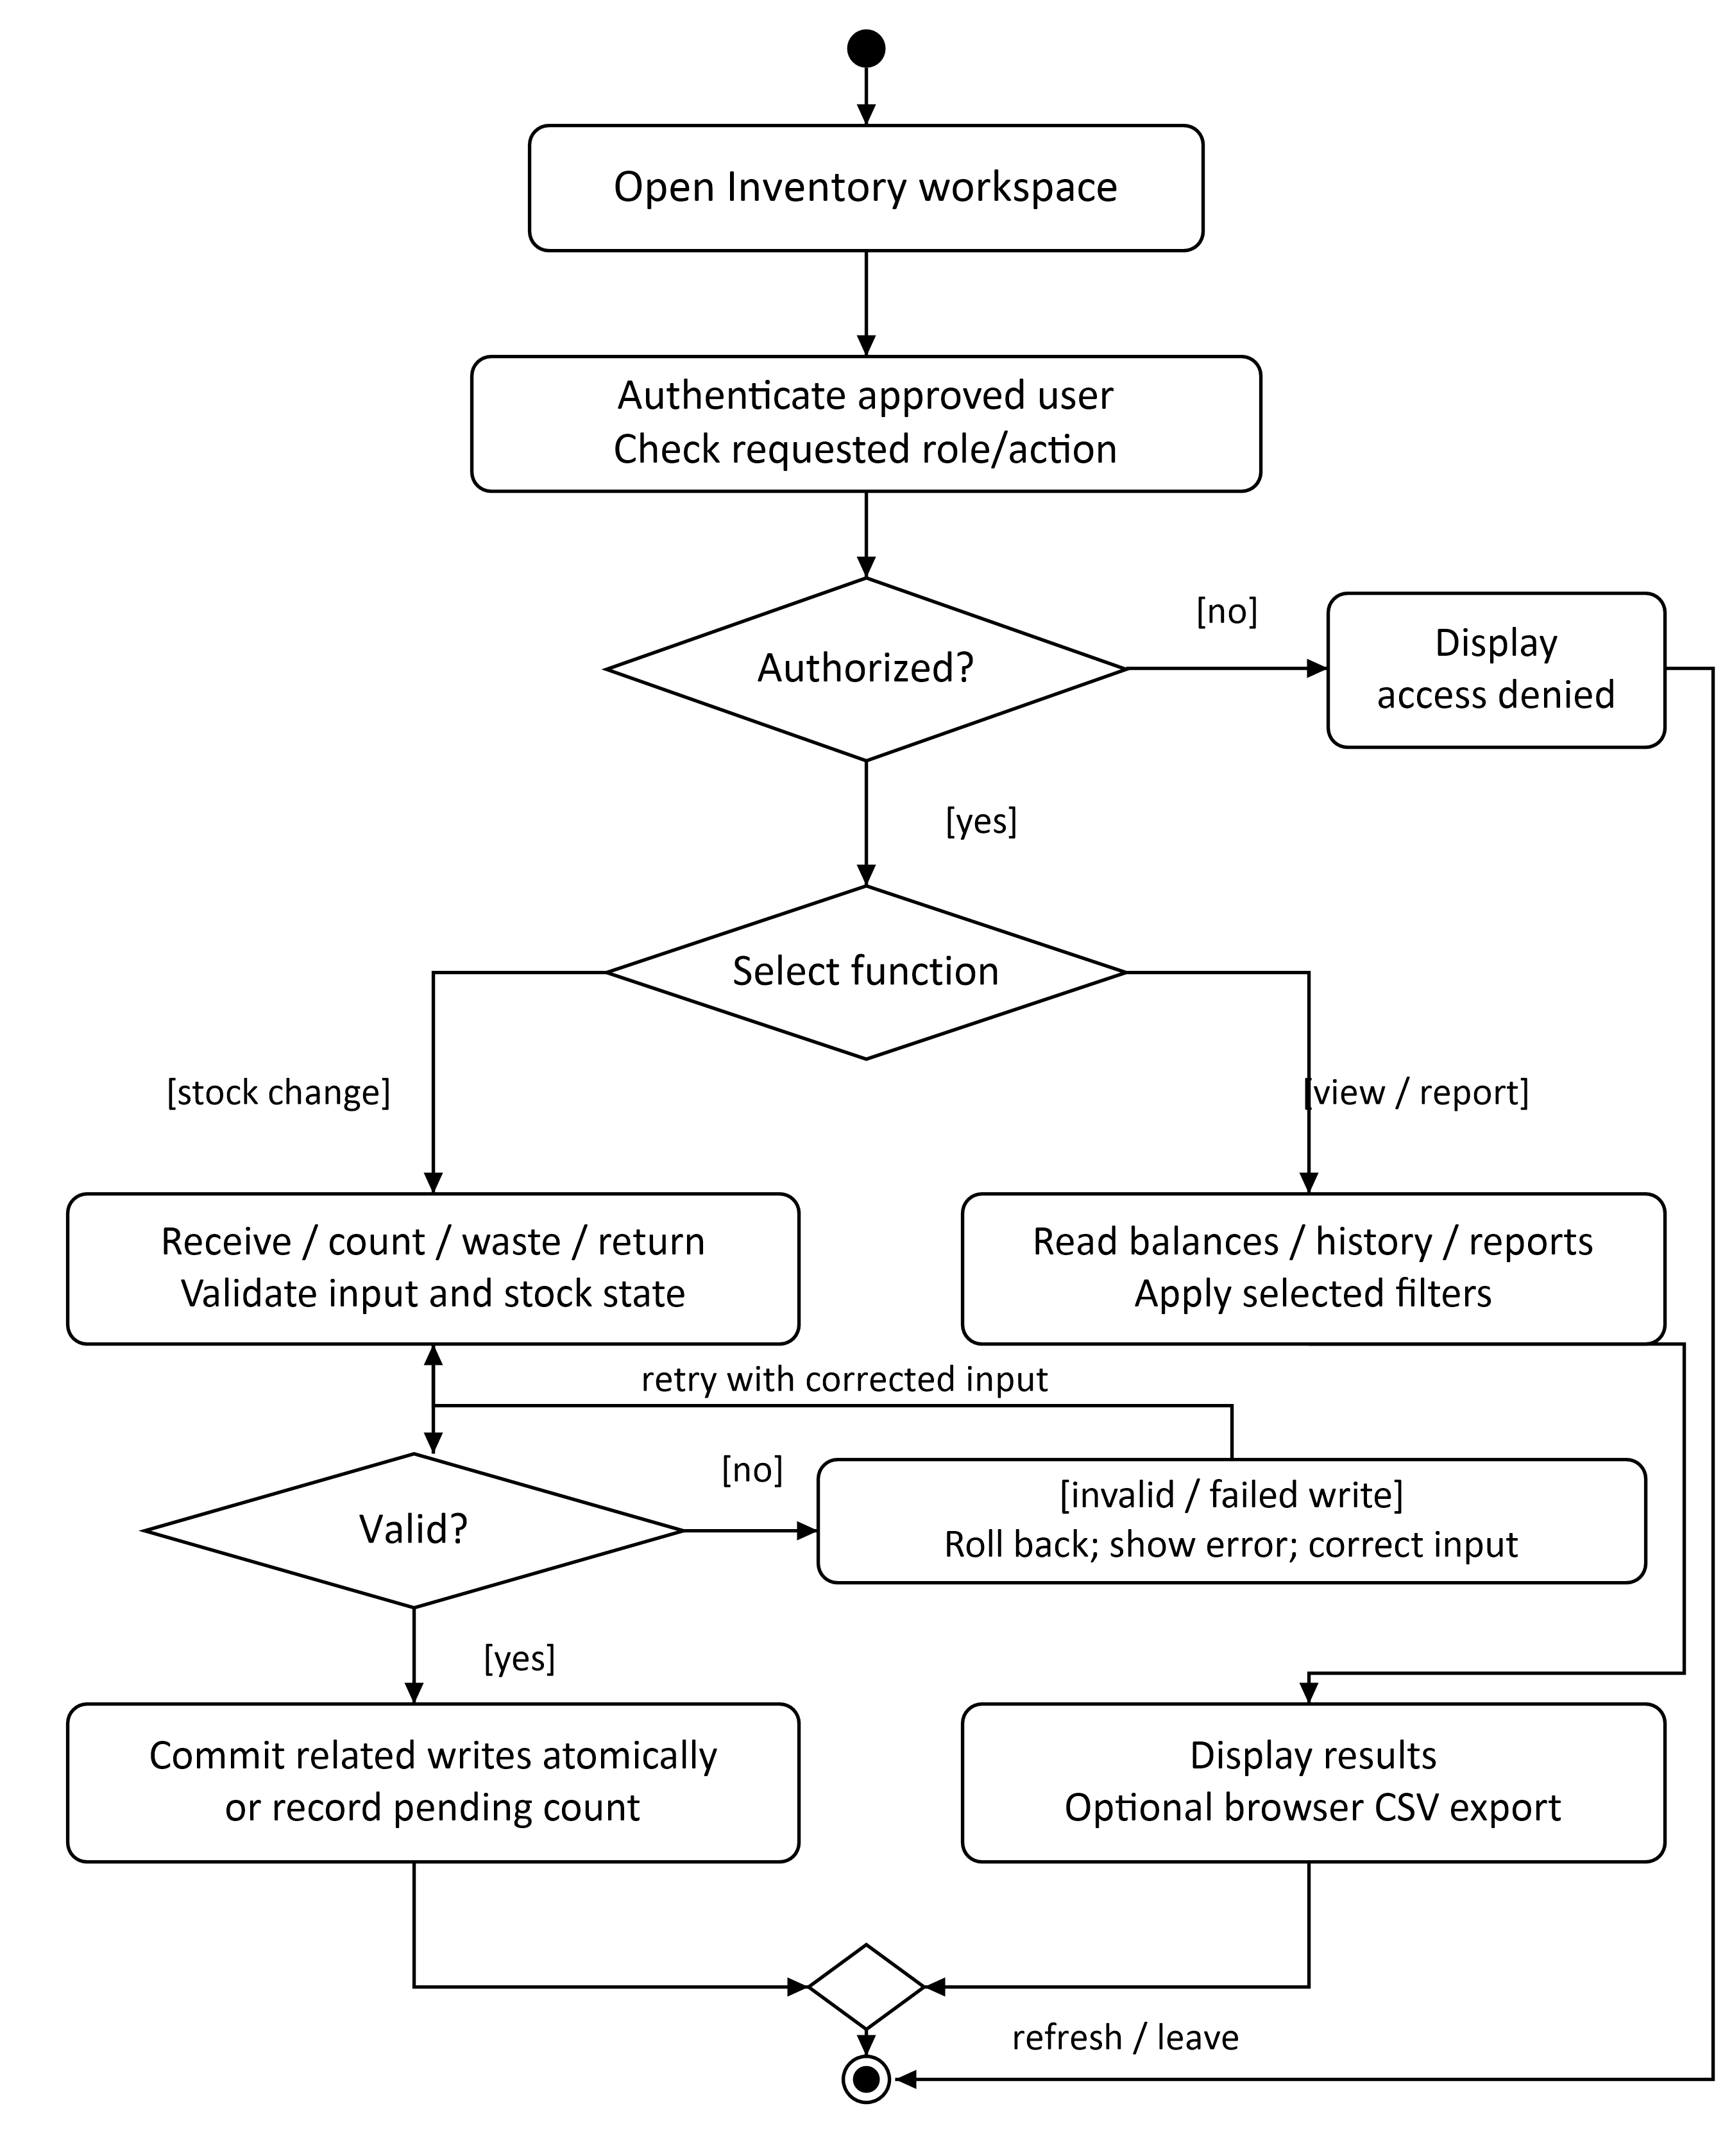 Open Inventory workspace
Authenticate approved user
Check requested role/action
[no]
Authorized?
Display
access denied
[yes]
Select function
[stock change]
[view / report]
Receive / count / waste / return
Validate input and stock state
Read balances / history / reports
Apply selected filters
retry with corrected input
[no]
Valid?
[invalid / failed write]
Roll back; show error; correct input
[yes]
Commit related writes atomically
or record pending count
Display results
Optional browser CSV export
refresh / leave